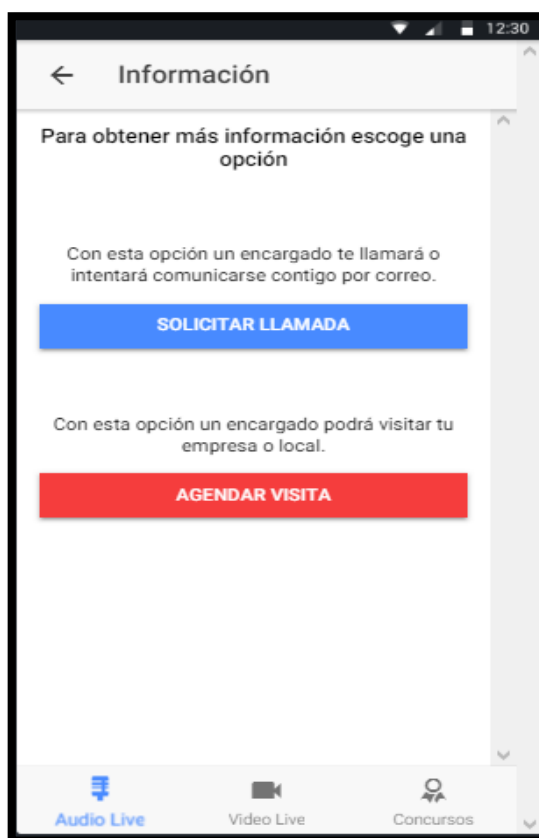 12:30
Información
Para obtener más información escoge una
opción
Con esta opción un encargado te llamará o
intentará comunicarse contigo por correo.
SOLICITAR LLAMADA
Con esta opción un encargado podrá visitar tu
empresa o local.
AGENDAR VISITA
Audio Live Video Live Concursos